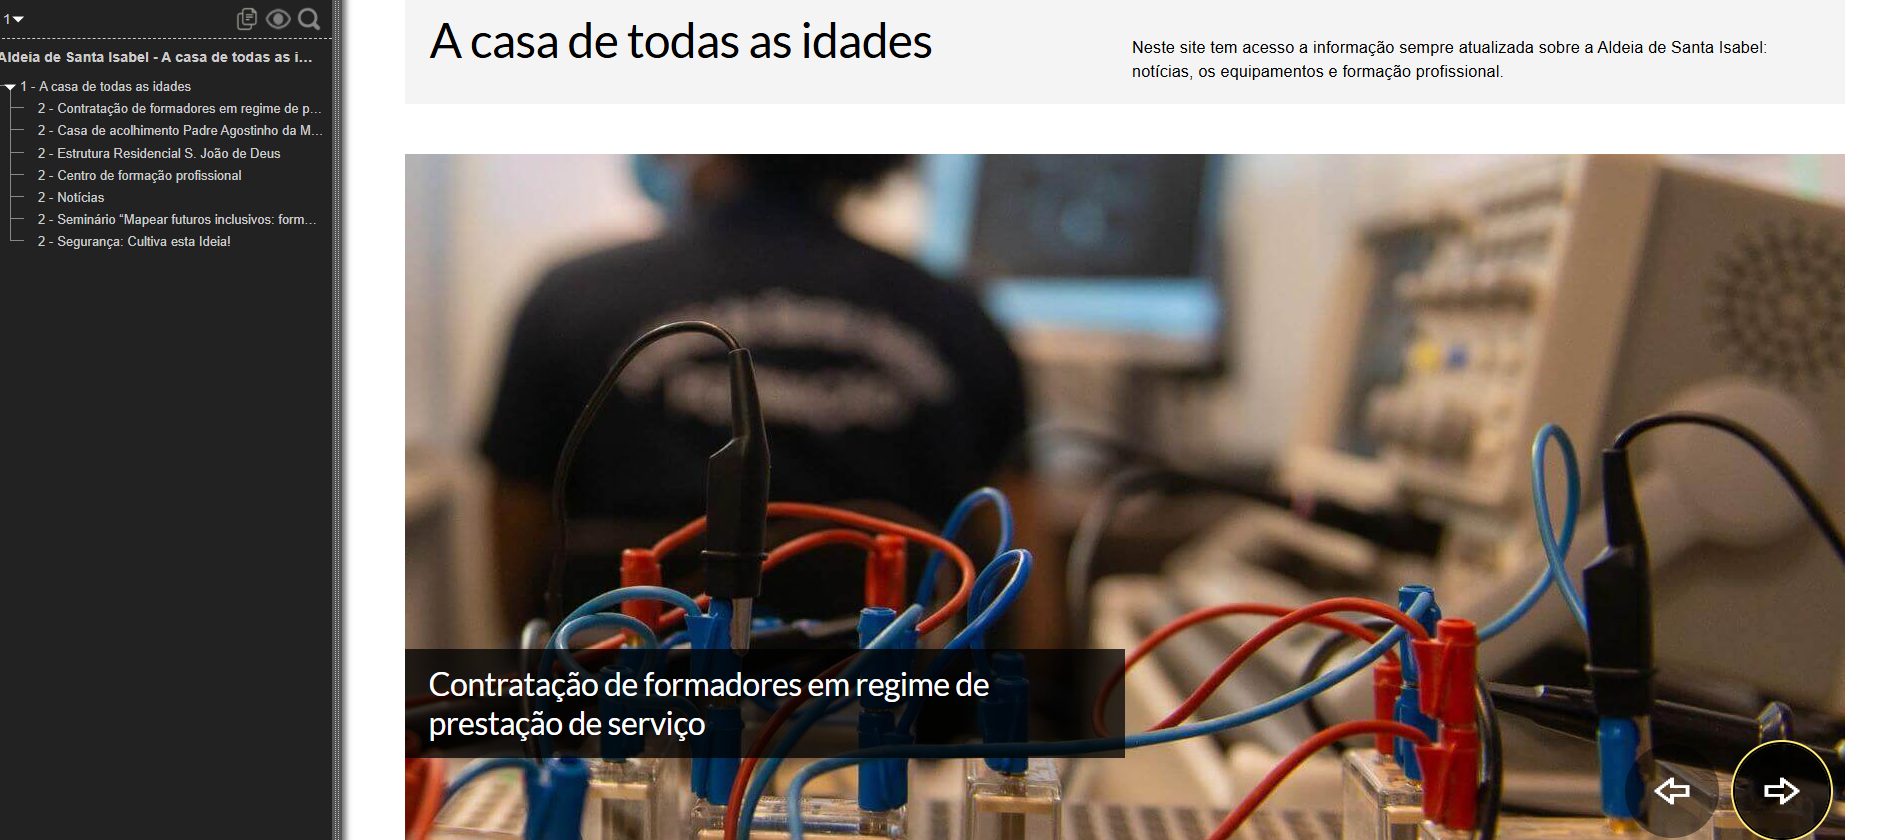 1
Aldeia de Santa Isabel - A casa de todas as i...
1 - A casa de todas as idades
2 - Contratação de formadores em regime de p...
2 - Casa de acolhimento Padre Agostinho da M...
2 - Estrutura Residencial S. João de Deus
2 - Centro de formação profissional
2 - Notícias
2 - Seminário “Mapear futuros inclusivos: form...
2 - Segurança: Cultiva esta Ideia!
A casa de todas as idades
Neste site tem acesso a informação sempre atualizada sobre a Aldeia de Santa Isabel:
notícias, os equipamentos e formação profissional.
Contratação de formadores em regime de
prestação de serviço